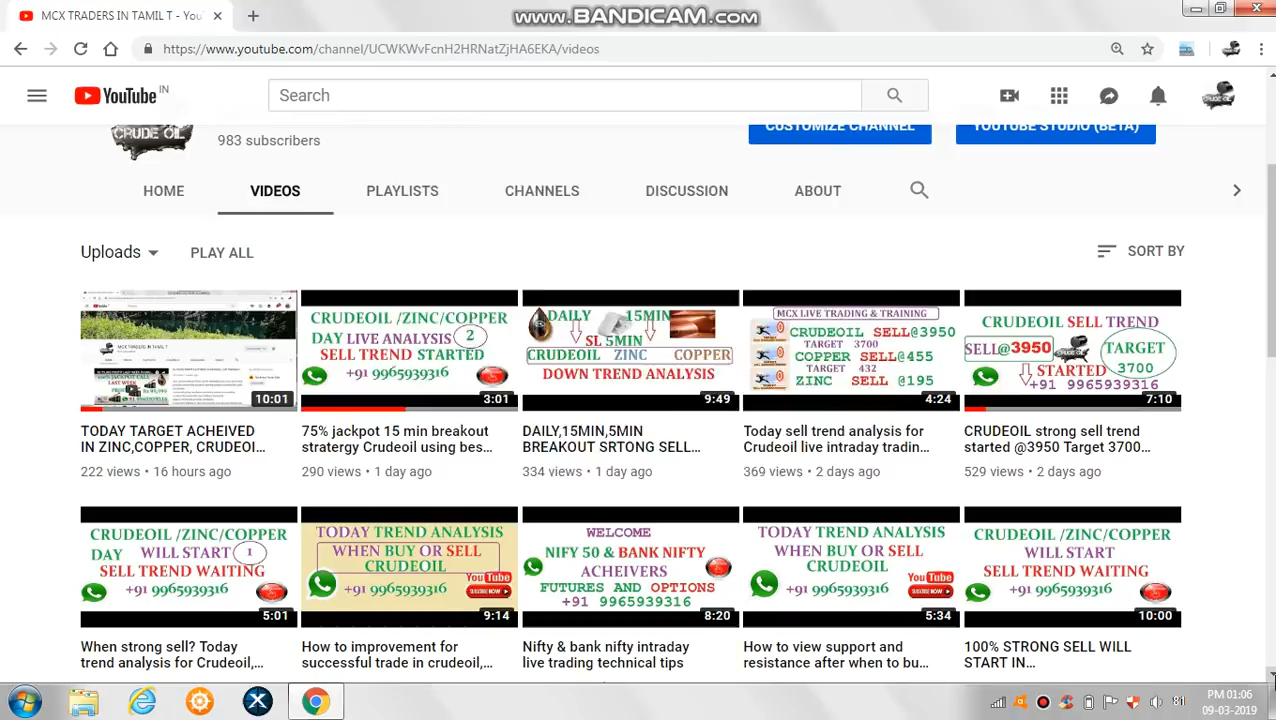 www.BANDICAM.com
MCX TRADERS IN TAMIL T - You
https://www.youtube.com/channel/UCWKWvFcnH2HRNatZjHA6EKA/videos
YouTube IN
Search
CRUDE OIL
CRUDE OIL
983 subscribers
CUSTOMIZE CHANNEL
YOUTUBE STUDIO (BETA)
HOME
VIDEOS
PLAYLISTS
CHANNELS
DISCUSSION
ABOUT
Uploads
PLAY ALL
SORT BY
10:01
CRUDEOIL/ZINC/COPPER
DAY LIVE ANALYSIS 2
SELL TREND STARTED
+91 9965939316
3:01
DAILY 15MIN
SL 5MIN
CRUDEOIL ZINC COPPER
DOWN TREND ANALYSIS
9:49
MCX LIVE TRADING & TRAINING
CRUDEOIL SELL@3950
TARGET 3700
COPPER SELL@455
TARGET 432
ZINC SELL @195
4:24
CRUDEOIL SELL TREND
SELL@3950
TARGET
3700
STARTED
+91 9965939316
7:10
TODAY TARGET ACHEIVED
IN ZINC,COPPER, CRUDEOI...
222 views • 16 hours ago
75% jackpot 15 min breakout
stratergy Crudeoil using bes...
290 views • 1 day ago
DAILY,15MIN,5MIN
BREAKOUT SRTONG SELL...
334 views • 1 day ago
Today sell trend analysis for
Crudeoil live intraday tradin...
369 views • 2 days ago
CRUDEOIL strong sell trend
started @3950 Target 3700...
529 views • 2 days ago
CRUDEOIL /ZINC/COPPER
DAY WILL START 1
SELL TREND WAITING
+91 9965939316
5:01
TODAY TREND ANALYSIS
WHEN BUY OR SELL
CRUDEOIL
+91 9965939316
YouTube
SUBSCRIBE NOW
9:14
WELCOME
NIFY 50 & BANK NIFTY
ACHEIVERS
FUTURES AND OPTIONS
+91 9965939316
8:20
TODAY TREND ANALYSIS
WHEN BUY OR SELL
CRUDEOIL
+91 9965939316
YouTube
SUBSCRIBE NOW
5:34
CRUDEOIL /ZINC/COPPER
WILL START
SELL TREND WAITING
+91 9965939316
10:00
When strong sell? Today
trend analysis for Crudeoil,...
How to improvement for
successful trade in crudeoil,...
Nifty & bank nifty intraday
live trading technical tips
How to view support and
resistance after when to bu...
100% STRONG SELL WILL
START IN...
PM 01:06
09-03-2019